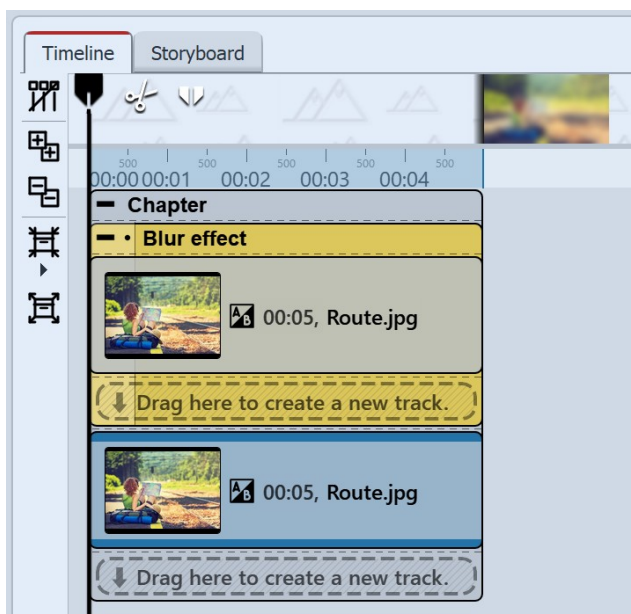 Timeline Storyboard
500 500 500 500 500
00:00 00:01 00:02 00:03 00:04
Chapter
Blur effect
A/B 00:05, Route.jpg
Drag here to create a new track.
A/B 00:05, Route.jpg
Drag here to create a new track.